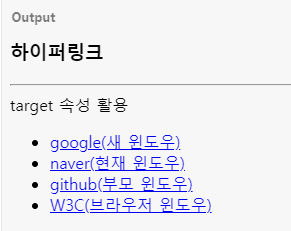 Output
하이퍼링크
target 속성 활용
google(새 윈도우)
naver(현재 윈도우)
github(부모 윈도우)
W3C(브라우저 윈도우)